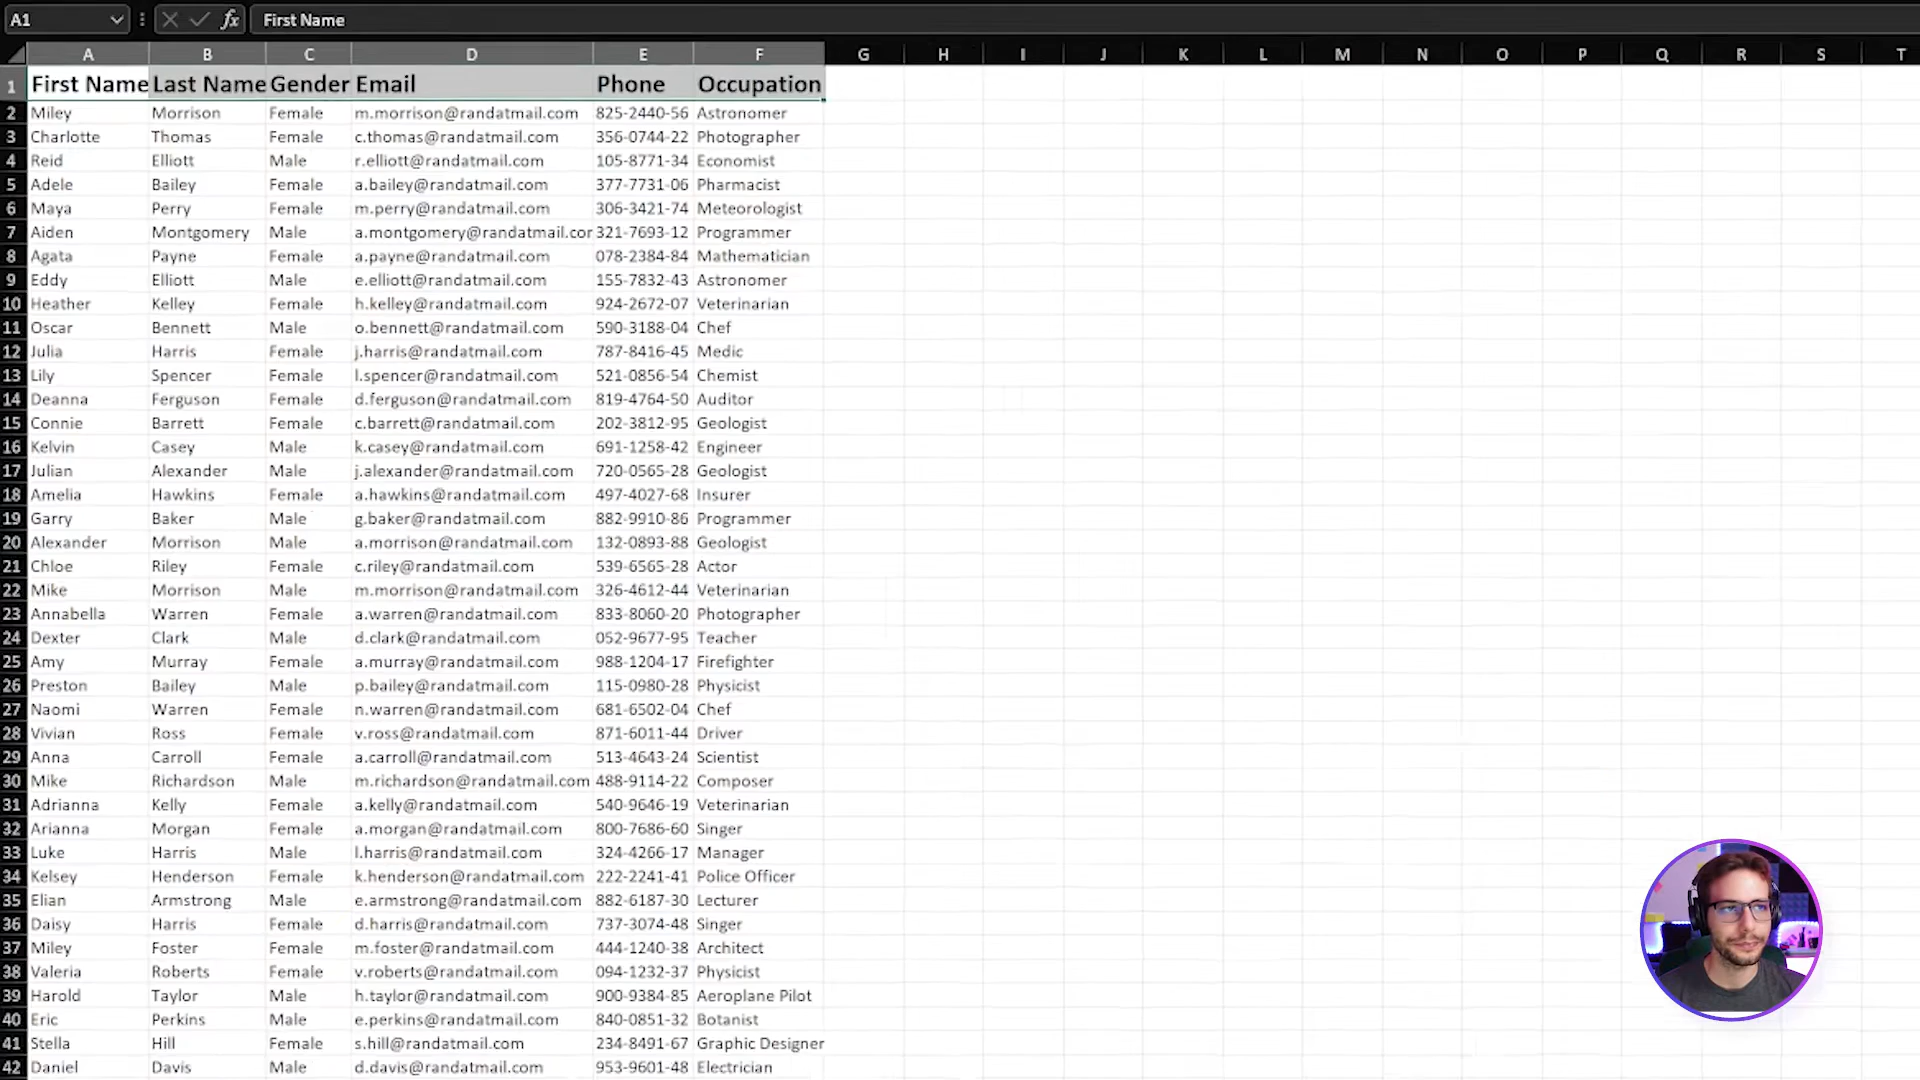 A1 fx First Name
A B C D E F G H I J K L M N O P Q R S T
1 First Name Last Name Gender Email Phone Occupation
2 Miley Morrison Female m.morrison@randatmail.com 825-2440-56 Astronomer
3 Charlotte Thomas Female c.thomas@randatmail.com 356-0744-22 Photographer
4 Reid Elliott Male r.elliott@randatmail.com 105-8771-34 Economist
5 Adele Bailey Female a.bailey@randatmail.com 377-7731-06 Pharmacist
6 Maya Perry Female m.perry@randatmail.com 306-3421-74 Meteorologist
7 Aiden Montgomery Male a.montgomery@randatmail.cor 321-7693-12 Programmer
8 Agata Payne Female a.payne@randatmail.com 078-2384-84 Mathematician
9 Eddy Elliott Male e.elliott@randatmail.com 155-7832-43 Astronomer
10 Heather Kelley Female h.kelley@randatmail.com 924-2672-07 Veterinarian
11 Oscar Bennett Male o.bennett@randatmail.com 590-3188-04 Chef
12 Julia Harris Female j.harris@randatmail.com 787-8416-45 Medic
13 Lily Spencer Female l.spencer@randatmail.com 521-0856-54 Chemist
14 Deanna Ferguson Female d.ferguson@randatmail.com 819-4764-50 Auditor
15 Connie Barrett Female c.barrett@randatmail.com 202-3812-95 Geologist
16 Kelvin Casey Male k.casey@randatmail.com 691-1258-42 Engineer
17 Julian Alexander Male j.alexander@randatmail.com 720-0565-28 Geologist
18 Amelia Hawkins Female a.hawkins@randatmail.com 497-4027-68 Insurer
19 Garry Baker Male g.baker@randatmail.com 882-9910-86 Programmer
20 Alexander Morrison Male a.morrison@randatmail.com 132-0893-88 Geologist
21 Chloe Riley Female c.riley@randatmail.com 539-6565-28 Actor
22 Mike Morrison Male m.morrison@randatmail.com 326-4612-44 Veterinarian
23 Annabella Warren Female a.warren@randatmail.com 833-8060-20 Photographer
24 Dexter Clark Male d.clark@randatmail.com 052-9677-95 Teacher
25 Amy Murray Female a.murray@randatmail.com 988-1204-17 Firefighter
26 Preston Bailey Male p.bailey@randatmail.com 115-0980-28 Physicist
27 Naomi Warren Female n.warren@randatmail.com 681-6502-04 Chef
28 Vivian Ross Female v.ross@randatmail.com 871-6011-44 Driver
29 Anna Carroll Female a.carroll@randatmail.com 513-4643-24 Scientist
30 Mike Richardson Male m.richardson@randatmail.com 488-9114-22 Composer
31 Adrianna Kelly Female a.kelly@randatmail.com 540-9646-19 Veterinarian
32 Arianna Morgan Female a.morgan@randatmail.com 800-7686-60 Singer
33 Luke Harris Male l.harris@randatmail.com 324-4266-17 Manager
34 Kelsey Henderson Female k.henderson@randatmail.com 222-2241-41 Police Officer
35 Elian Armstrong Male e.armstrong@randatmail.com 882-6187-30 Lecturer
36 Daisy Harris Female d.harris@randatmail.com 737-3074-48 Singer
37 Miley Foster Female m.foster@randatmail.com 444-1240-38 Architect
38 Valeria Roberts Female v.roberts@randatmail.com 094-1232-37 Physicist
39 Harold Taylor Male h.taylor@randatmail.com 900-9384-85 Aeroplane Pilot
40 Eric Perkins Male e.perkins@randatmail.com 840-0851-32 Botanist
41 Stella Hill Female s.hill@randatmail.com 234-8491-67 Graphic Designer
42 Daniel Davis Male d.davis@randatmail.com 953-9601-48 Electrician